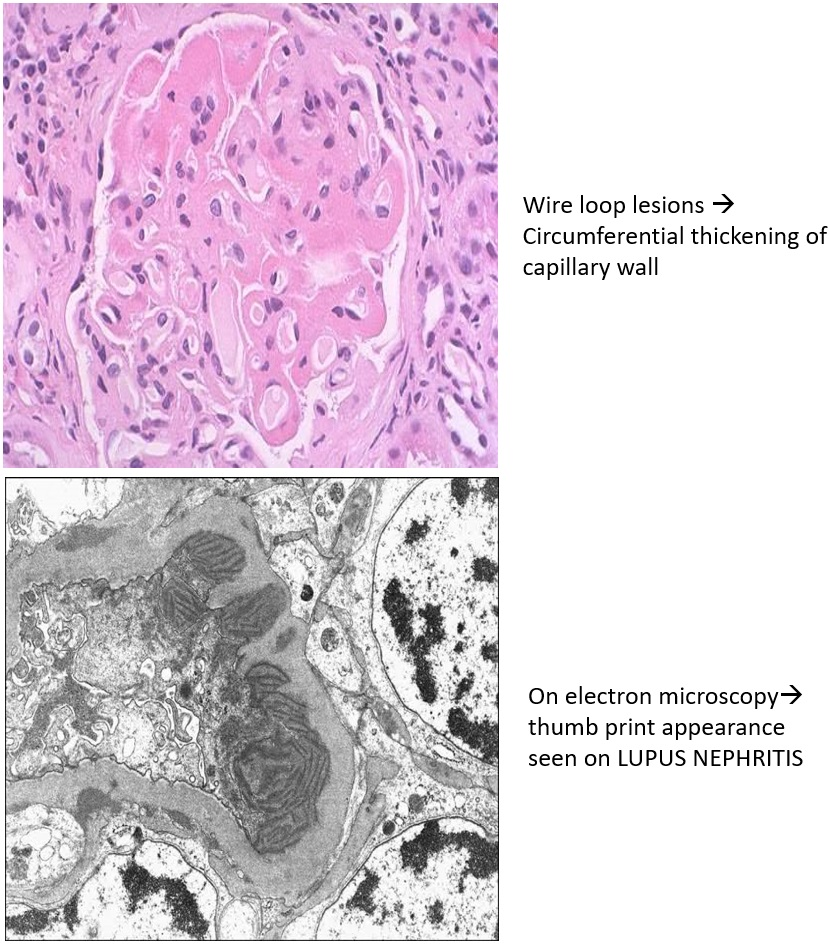 Wire loop lesions →
Circumferential thickening of
capillary wall
On electron microscopy→
thumb print appearance
seen on LUPUS NEPHRITIS